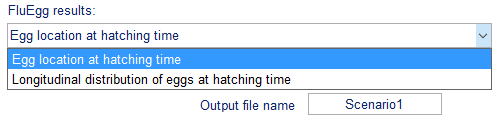 FluEgg results:
Egg location at hatching time
Egg location at hatching time
Longitudinal distribution of eggs at hatching time
Output file name Scenario1